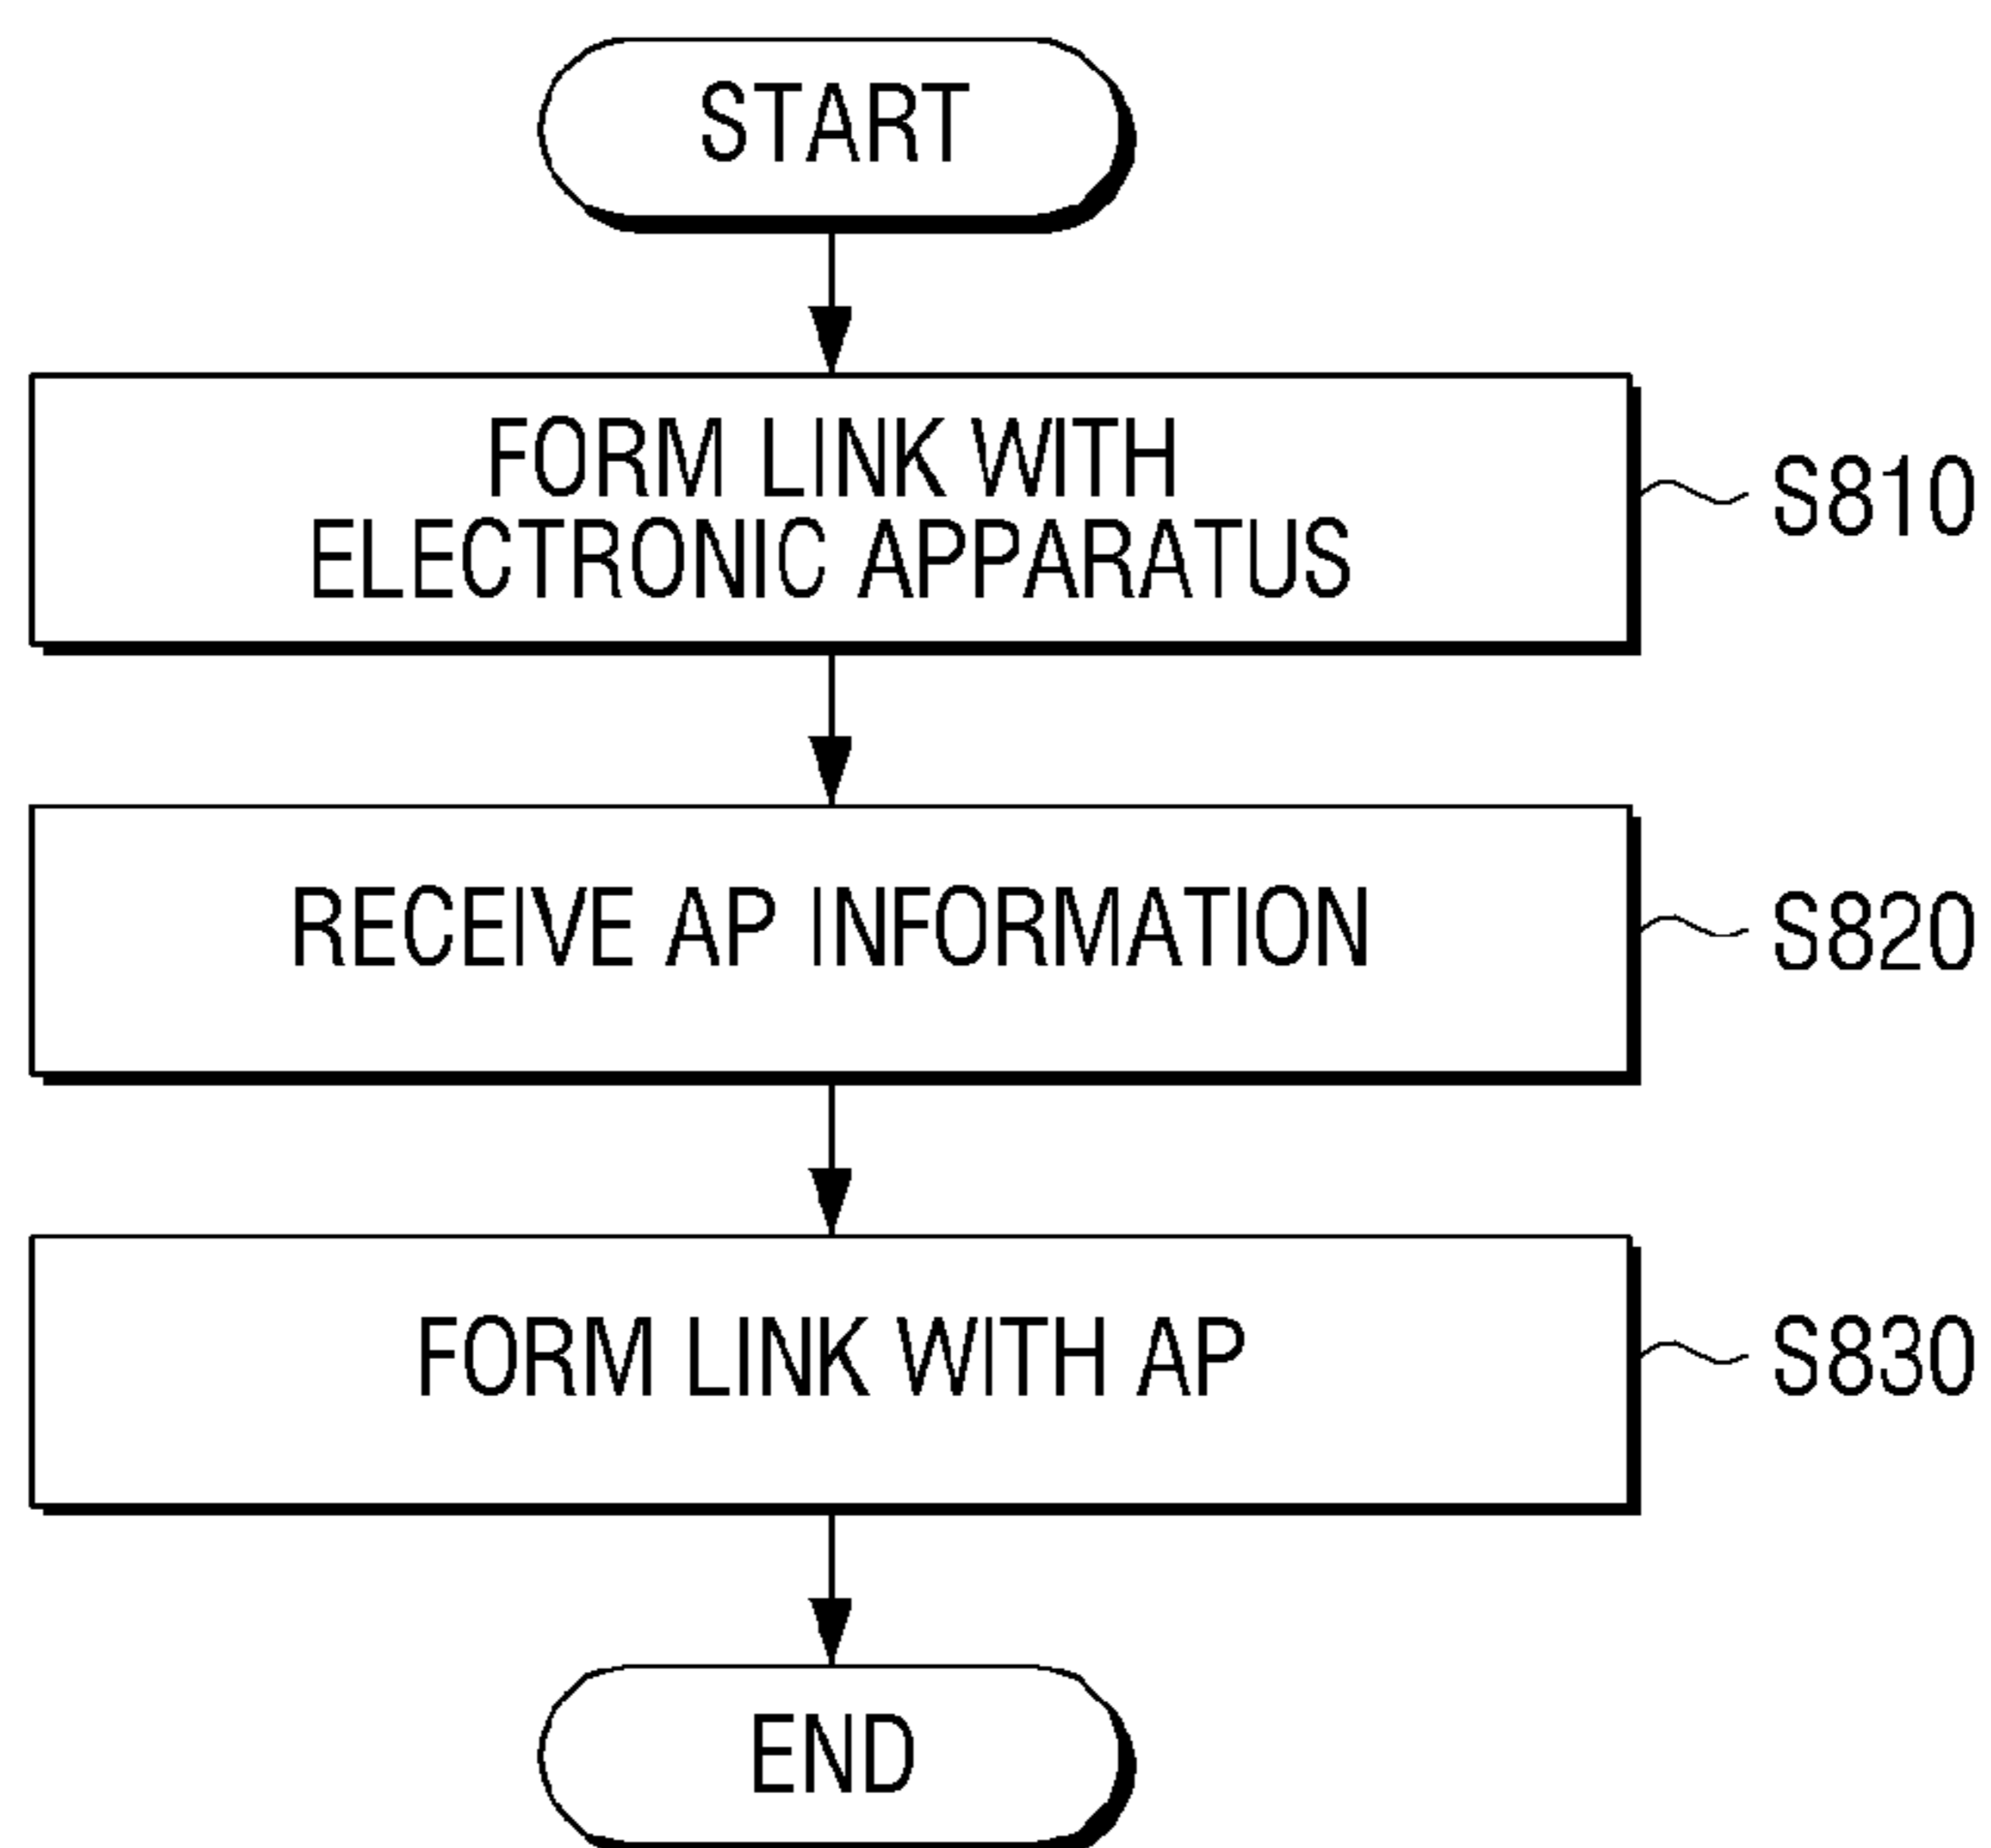 START
FORM LINK WITH
ELECTRONIC APPARATUS
S810
RECEIVE AP INFORMATION
S820
FORM LINK WITH AP
S830
END